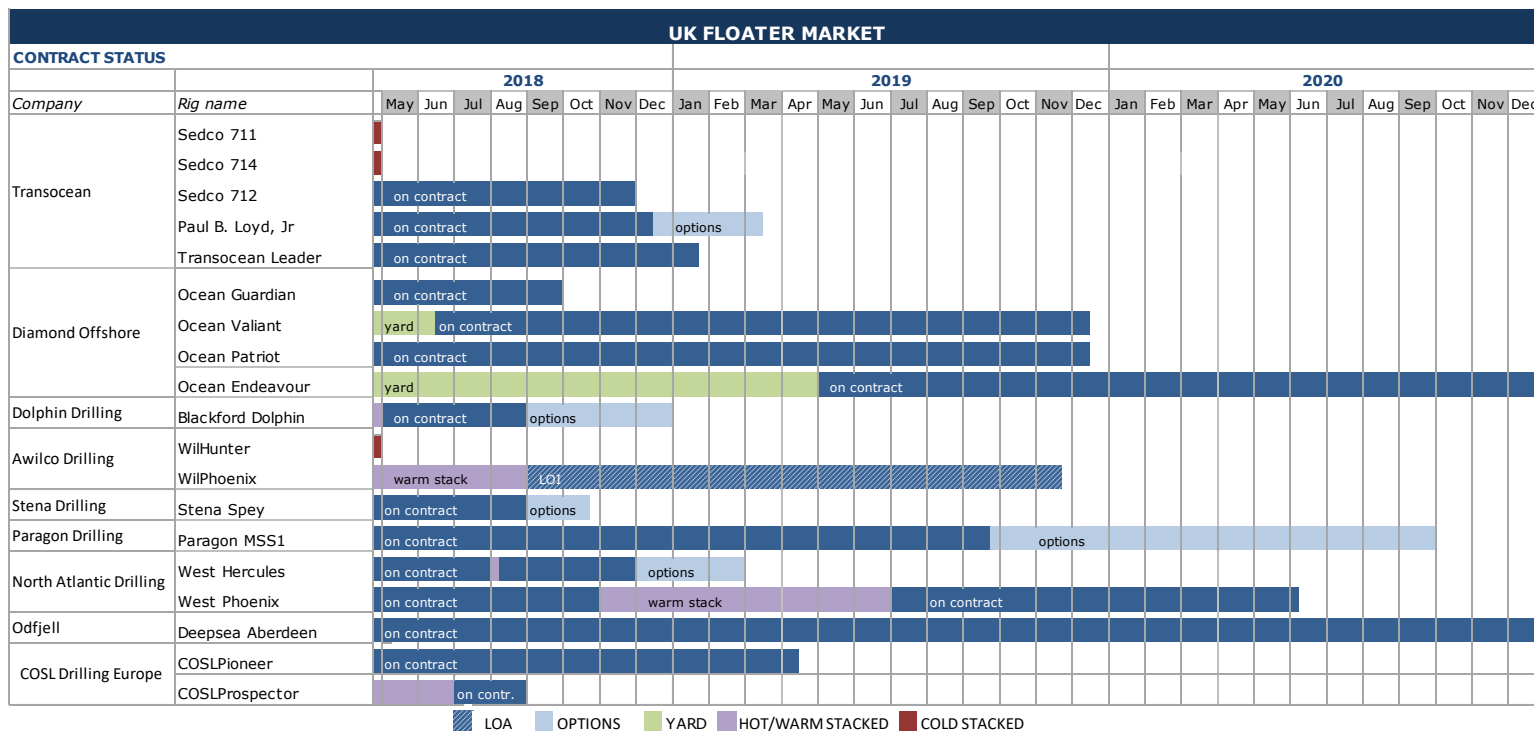 UK FLOATER MARKET
CONTRACT STATUS
2018 2019 2020
Company Rig name May Jun Jul Aug Sep Oct Nov Dec Jan Feb Mar Apr May Jun Jul Aug Sep Oct Nov Dec Jan Feb Mar Apr May Jun Jul Aug Sep Oct Nov Dec
Sedco 711
Sedco 714
Transocean
Sedco 712 on contract
Paul B. Loyd, Jr on contract options
Transocean Leader on contract
Ocean Guardian on contract
Ocean Valiant yard on contract
Diamond Offshore
Ocean Patriot on contract
Ocean Endeavour yard on contract
Dolphin Drilling Blackford Dolphin on contract options
WilHunter
Awilco Drilling
WilPhoenix warm stack LOI
Stena Drilling Stena Spey on contract options
Paragon Drilling Paragon MSS1 on contract options
West Hercules on contract options
North Atlantic Drilling
West Phoenix on contract warm stack on contract
Odfjell Deepsea Aberdeen on contract
COSLPioneer on contract
COSL Drilling Europe
COSLProspector on contr.
LOA OPTIONS YARD HOT/WARM STACKED COLD STACKED